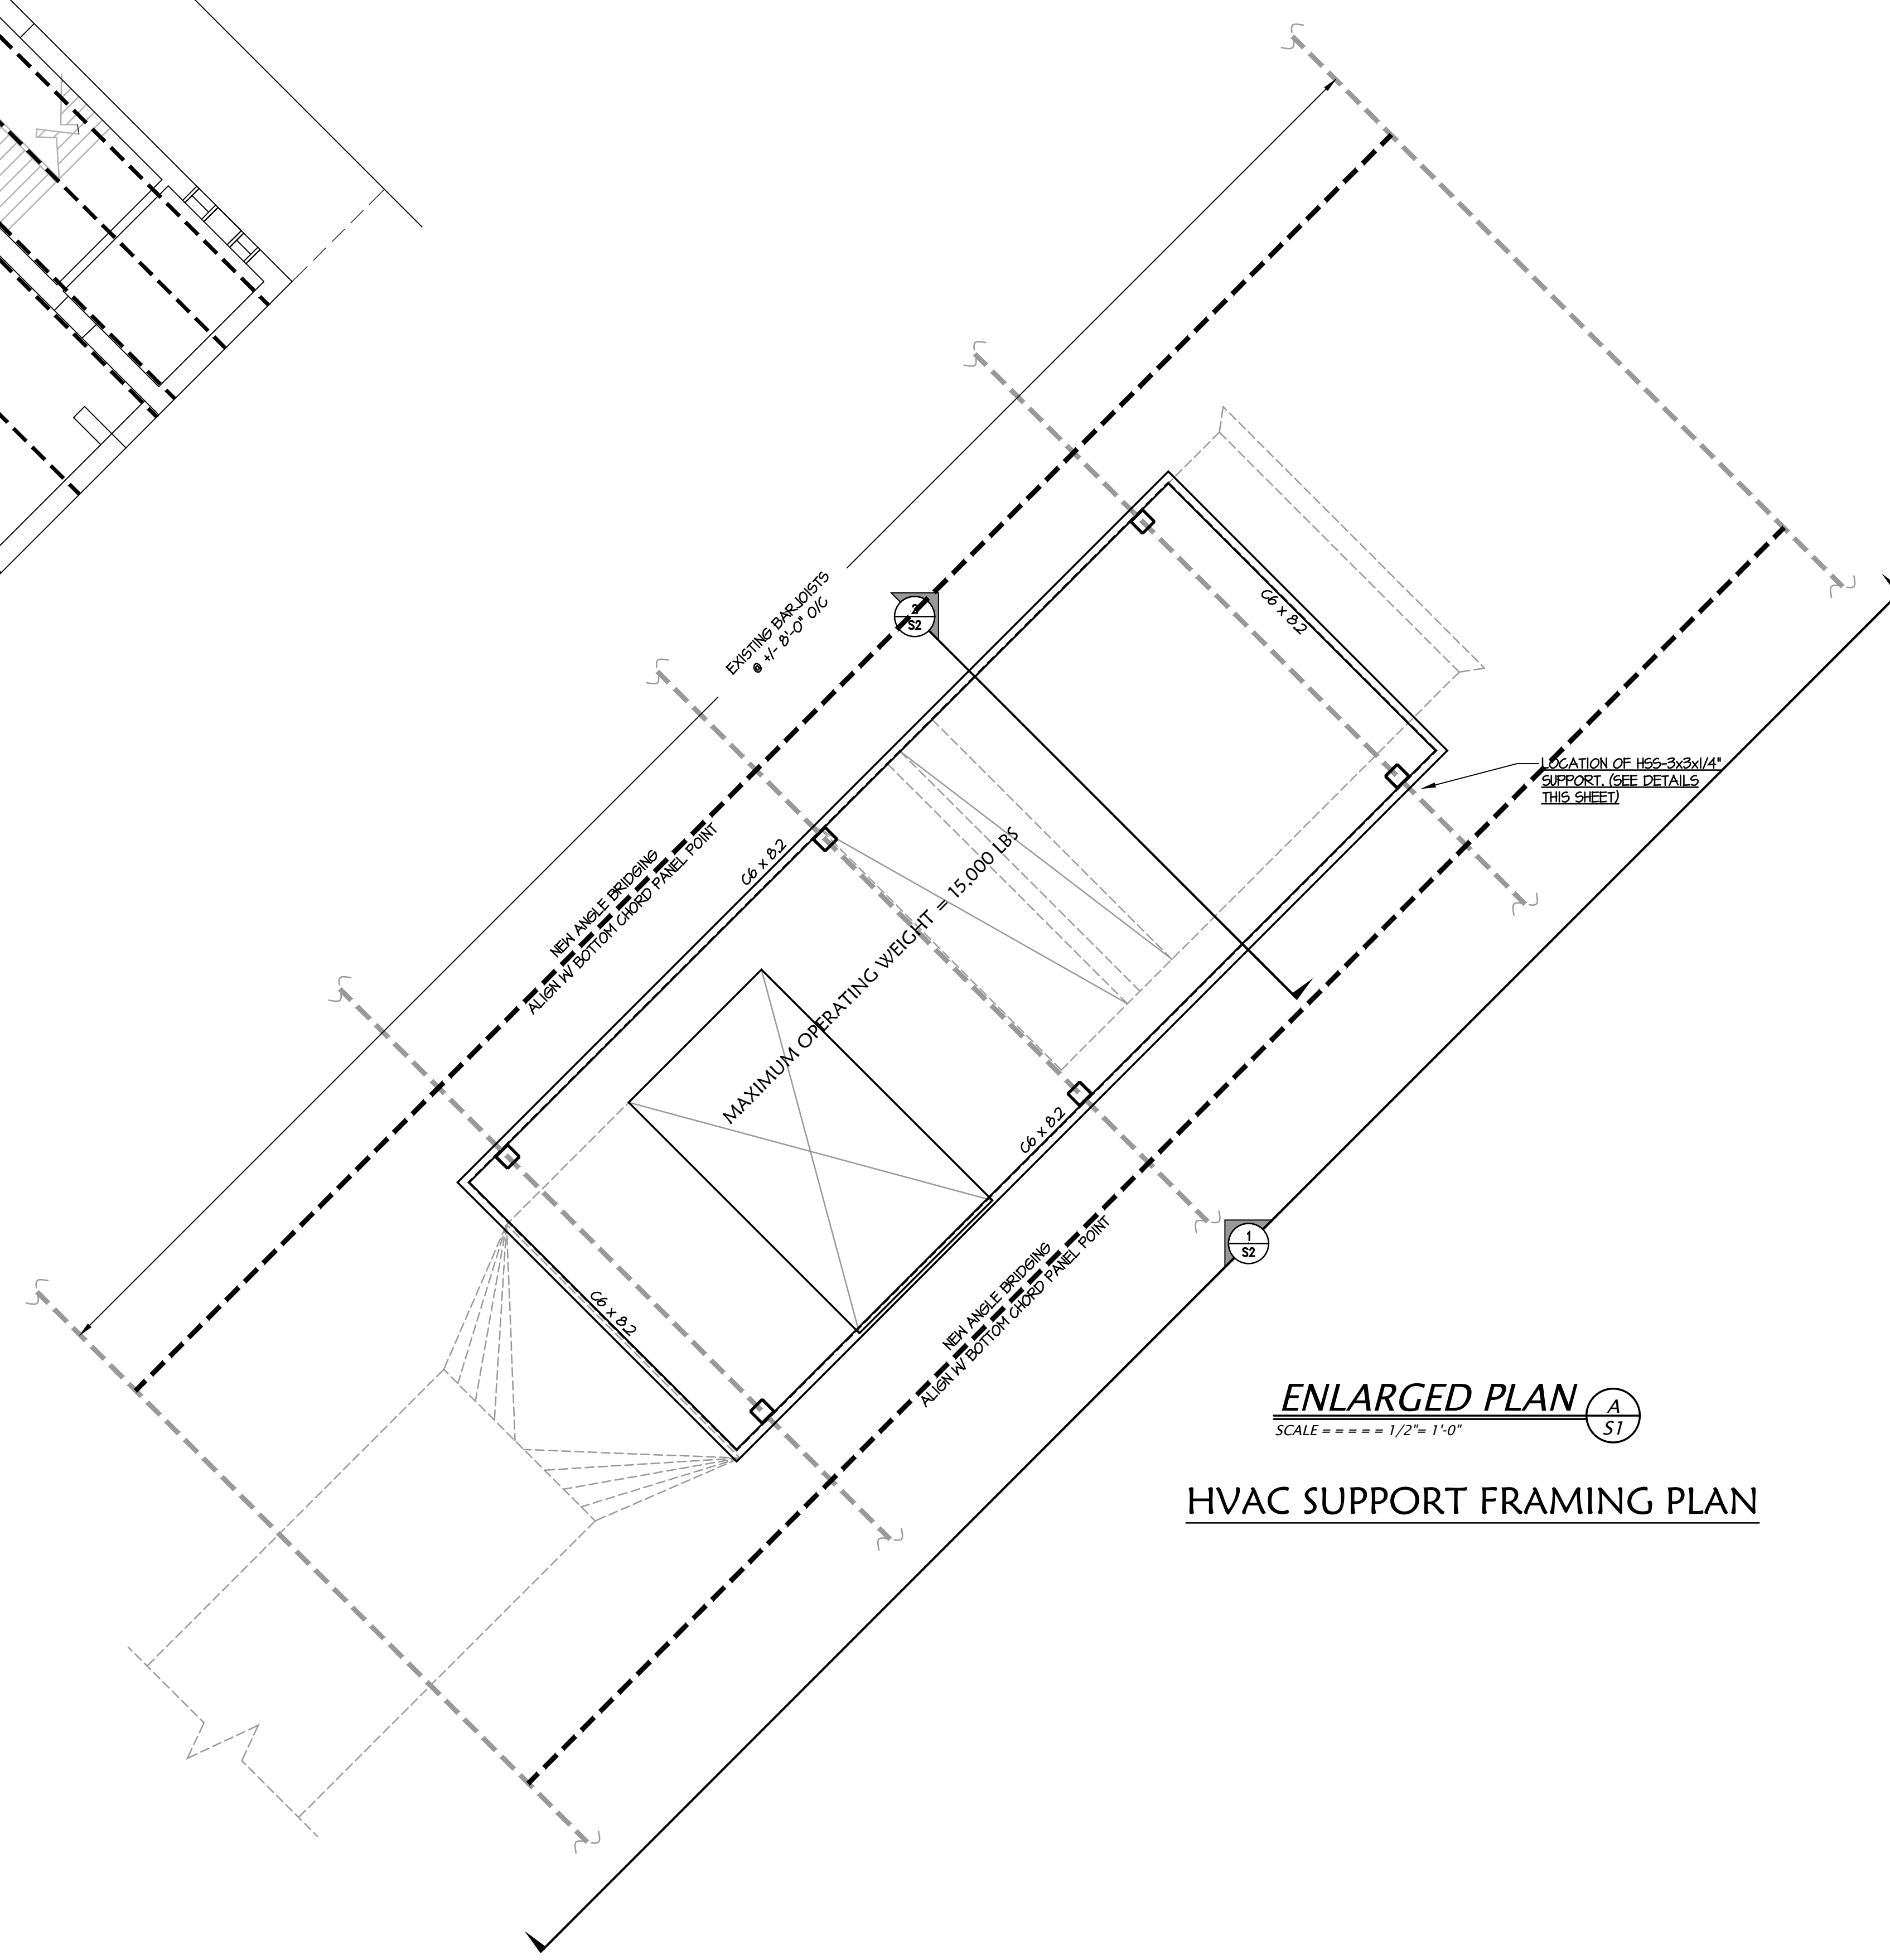 EXISTING BARJOISTS
@ +/- 8'-0" O/C
2
S2
C6 x 8.2
LOCATION OF HSS-3x3x1/4"
SUPPORT. (SEE DETAILS
THIS SHEET)
NEW ANGLE BRIDGING
ALIGN W/ BOTTOM CHORD PANEL POINT
C6 x 8.2
MAXIMUM OPERATING WEIGHT = 15,000 LBS
C6 x 8.2
1
S2
NEW ANGLE BRIDGING
ALIGN W/ BOTTOM CHORD PANEL POINT
C6 x 8.2
ENLARGED PLAN
A
S1
SCALE = = = = = 1/2"= 1'-0"
HVAC SUPPORT FRAMING PLAN